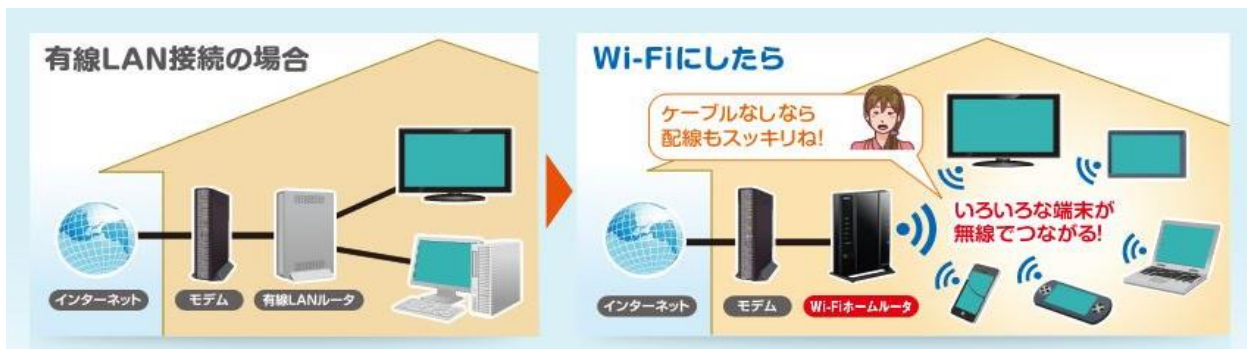 有線LAN接続の場合
インターネット
モデム
有線LANルータ
Wi-Fiにしたら
ケーブルなしなら
配線もスッキリね!
いろいろな端末が
無線でつながる!
インターネット
モデム
Wi-Fiホームルータ